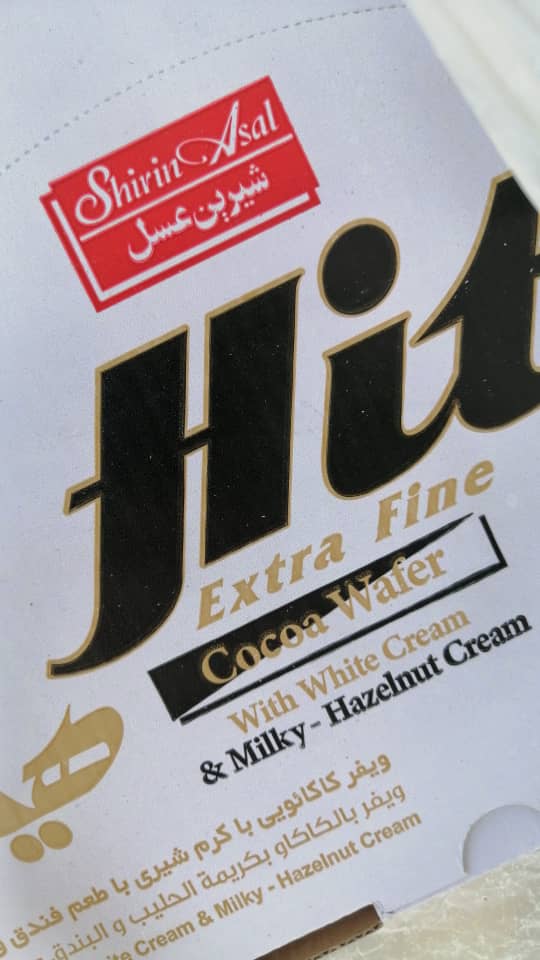 Shirin Asal
شیرین عسل
Hit
Extra Fine
Cocoa Wafer
With White Cream
& Milky - Hazelnut Cream
ویفر کاکائویی با کرم شیری با طعم فندق و
ویفر بالکاکاو بکریمة الحلیب و البندق
Cream & Milky - Hazelnut Cream